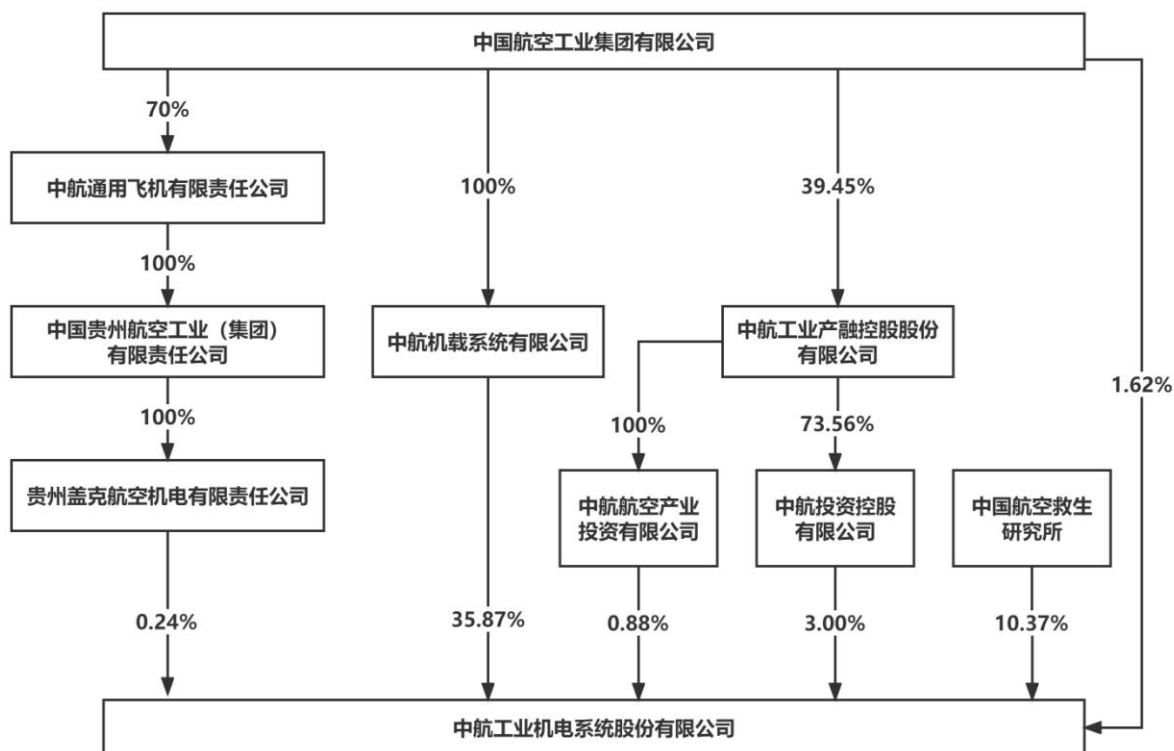 中国航空工业集团有限公司
70%
中航通用飞机有限责任公司
100%
39.45%
100%
中国贵州航空工业（集团）
有限责任公司
中航机载系统有限公司
中航工业产融控股股份
有限公司
1.62%
100%
100%
73.56%
贵州盖克航空机电有限责任公司
中航航空产业
投资有限公司
中航投资控股
有限公司
中国航空救生
研究所
0.24%
35.87%
0.88%
3.00%
10.37%
中航工业机电系统股份有限公司